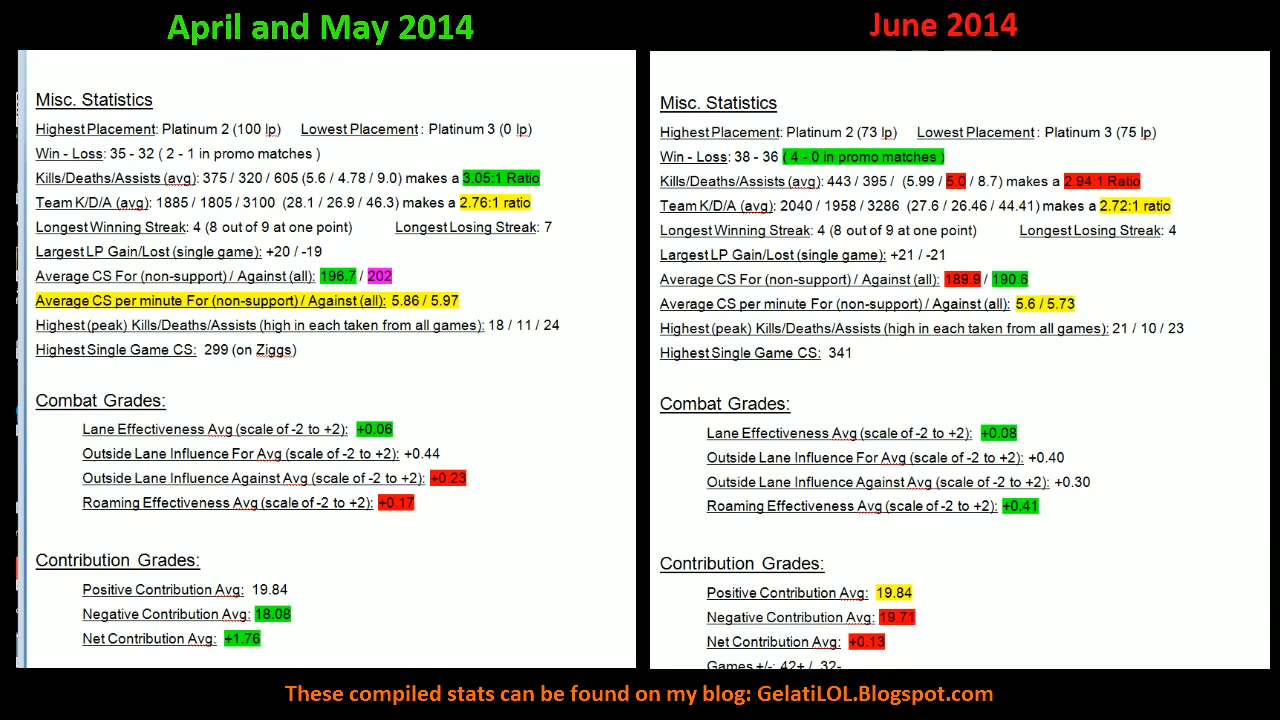 April and May 2014
Misc. Statistics
Highest Placement: Platinum 2 (100 lp) Lowest Placement : Platinum 3 (0 lp)
Win - Loss: 35 - 32 ( 2 - 1 in promo matches )
Kills/Deaths/Assists (avg): 375 / 320 / 605 (5.6 / 4.78 / 9.0) makes a 3.05:1 Ratio
Team K/D/A (avg): 1885 / 1805 / 3100 (28.1 / 26.9 / 46.3) makes a 2.76:1 ratio
Longest Winning Streak: 4 (8 out of 9 at one point) Longest Losing Streak: 7
Largest LP Gain/Lost (single game): +20 / -19
Average CS For (non-support) / Against (all): 196.7 / 202
Average CS per minute For (non-support) / Against (all): 5.86 / 5.97
Highest (peak) Kills/Deaths/Assists (high in each taken from all games): 18 / 11 / 24
Highest Single Game CS: 299 (on Ziggs)
Combat Grades:
Lane Effectiveness Avg (scale of -2 to +2): +0.06
Outside Lane Influence For Avg (scale of -2 to +2): +0.44
Outside Lane Influence Against Avg (scale of -2 to +2): +0.23
Roaming Effectiveness Avg (scale of -2 to +2): +0.17
Contribution Grades:
Positive Contribution Avg: 19.84
Negative Contribution Avg: 18.08
Net Contribution Avg: +1.76
June 2014
Misc. Statistics
Highest Placement: Platinum 2 (73 lp) Lowest Placement : Platinum 3 (75 lp)
Win - Loss: 38 - 36 ( 4 - 0 in promo matches )
Kills/Deaths/Assists (avg): 443 / 395 / (5.99 / 5.0 / 8.7) makes a 2.94:1 Ratio
Team K/D/A (avg): 2040 / 1958 / 3286 (27.6 / 26.46 / 44.41) makes a 2.72:1 ratio
Longest Winning Streak: 4 (8 out of 9 at one point) Longest Losing Streak: 4
Largest LP Gain/Lost (single game): +21 / -21
Average CS For (non-support) / Against (all): 189.9 / 190.6
Average CS per minute For (non-support) / Against (all): 5.6 / 5.73
Highest (peak) Kills/Deaths/Assists (high in each taken from all games): 21 / 10 / 23
Highest Single Game CS: 341
Combat Grades:
Lane Effectiveness Avg (scale of -2 to +2): +0.08
Outside Lane Influence For Avg (scale of -2 to +2): +0.40
Outside Lane Influence Against Avg (scale of -2 to +2): +0.30
Roaming Effectiveness Avg (scale of -2 to +2): +0.41
Contribution Grades:
Positive Contribution Avg: 19.84
Negative Contribution Avg: 19.71
Net Contribution Avg: +0.13
Games +/-: 42+ / 32-
These compiled stats can be found on my blog: GelatiLOL.Blogspot.com